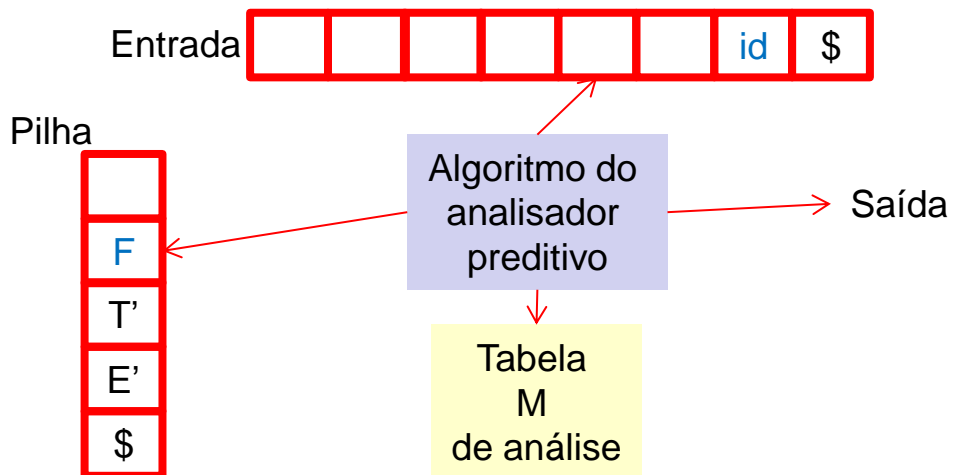 Entrada
id $
Pilha
F
T’
E’
$
Algoritmo do
analisador
preditivo
Saída
Tabela
M
de análise